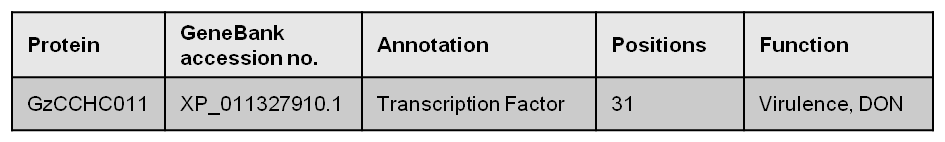 Protein GeneBank accession no. Annotation Positions Function
GzCCHC011 XP_011327910.1 Transcription Factor 31 Virulence, DON